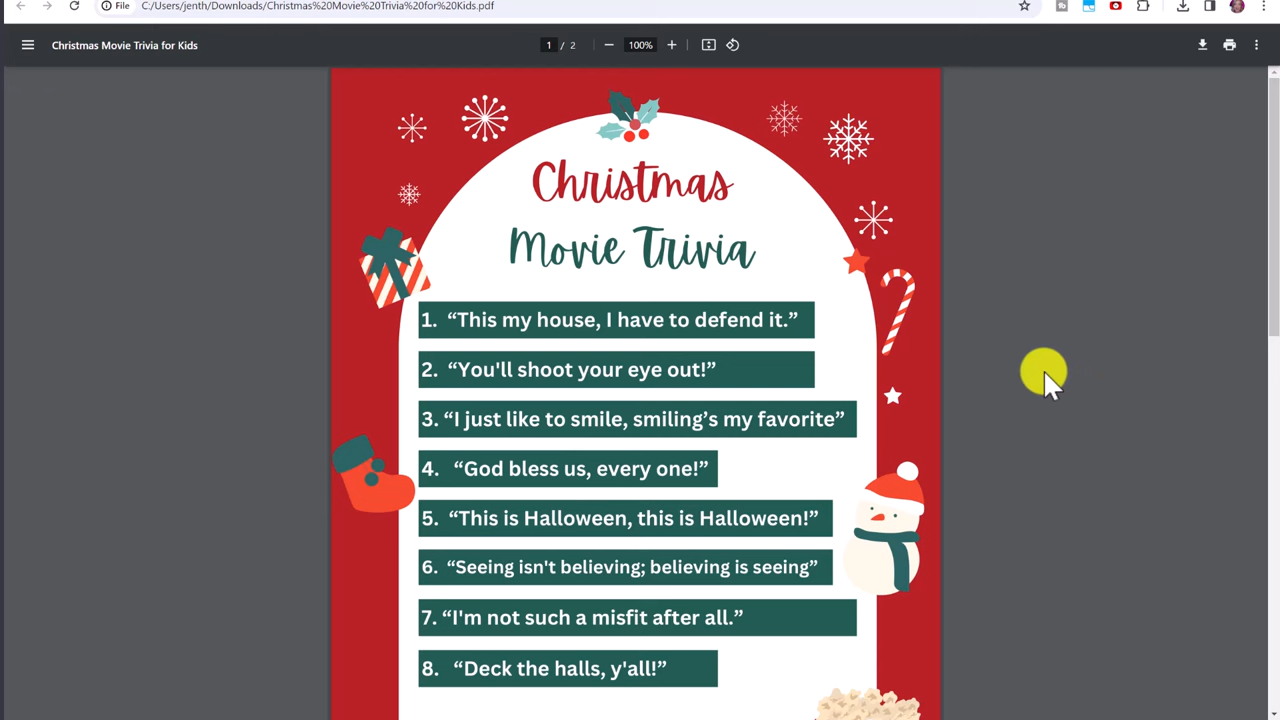 File C:/Users/jenth/Downloads/Christmas%20Movie%20Trivia%20for%20Kids.pdf
Christmas Movie Trivia for Kids 1 / 2 100%
Christmas
Movie Trivia
1. “This my house, I have to defend it.”
2. “You'll shoot your eye out!”
3. “I just like to smile, smiling’s my favorite”
4. “God bless us, every one!”
5. “This is Halloween, this is Halloween!”
6. “Seeing isn't believing; believing is seeing”
7. “I'm not such a misfit after all.”
8. “Deck the halls, y'all!”